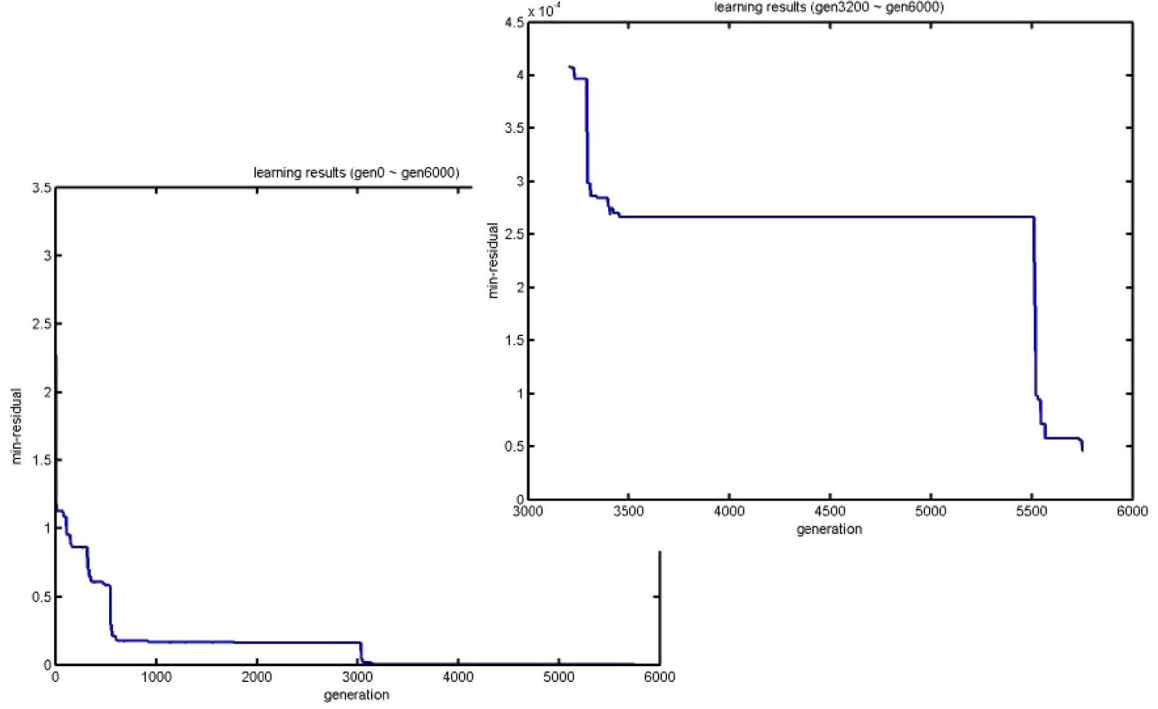 x 10⁻⁴
learning results (gen3200 ~ gen6000)
4.5
4
3.5
3
2.5
2
1.5
1
0.5
0
min-residual
3000 3500 4000 4500 5000 5500 6000
generation
learning results (gen0 ~ gen6000)
3.5
3
2.5
2
1.5
1
0.5
0
min-residual
0 1000 2000 3000 4000 5000 6000
generation